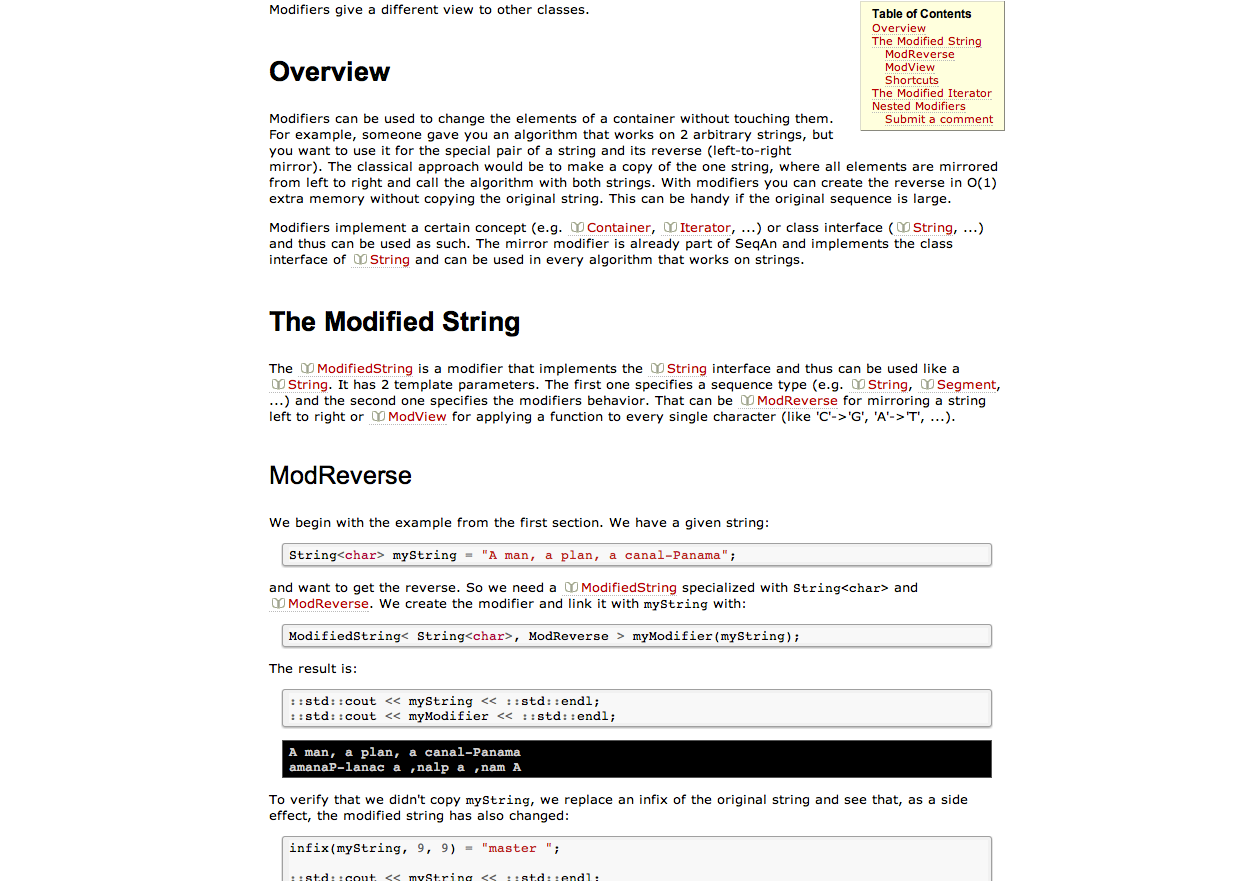 Modifiers give a different view to other classes.
Table of Contents
Overview
The Modified String
ModReverse
ModView
Shortcuts
The Modified Iterator
Nested Modifiers
Submit a comment
Overview
Modifiers can be used to change the elements of a container without touching them.
For example, someone gave you an algorithm that works on 2 arbitrary strings, but
you want to use it for the special pair of a string and its reverse (left-to-right
mirror). The classical approach would be to make a copy of the one string, where all elements are mirrored
from left to right and call the algorithm with both strings. With modifiers you can create the reverse in O(1)
extra memory without copying the original string. This can be handy if the original sequence is large.
Modifiers implement a certain concept (e.g. Container, Iterator, ...) or class interface (String, ...)
and thus can be used as such. The mirror modifier is already part of SeqAn and implements the class
interface of String and can be used in every algorithm that works on strings.
The Modified String
The ModifiedString is a modifier that implements the String interface and thus can be used like a
String. It has 2 template parameters. The first one specifies a sequence type (e.g. String, Segment,
...) and the second one specifies the modifiers behavior. That can be ModReverse for mirroring a string
left to right or ModView for applying a function to every single character (like 'C'->'G', 'A'->'T', ...).
ModReverse
We begin with the example from the first section. We have a given string:
String<char> myString = "A man, a plan, a canal-Panama";
and want to get the reverse. So we need a ModifiedString specialized with String<char> and
ModReverse. We create the modifier and link it with myString with:
ModifiedString< String<char>, ModReverse > myModifier(myString);
The result is:
::std::cout << myString << ::std::endl;
::std::cout << myModifier << ::std::endl;
A man, a plan, a canal-Panama
amanaP-lanac a ,nalp a ,nam A
To verify that we didn't copy myString, we replace an infix of the original string and see that, as a side
effect, the modified string has also changed:
infix(myString, 9, 9) = "master ";
::std::cout << myString << ::std::endl;